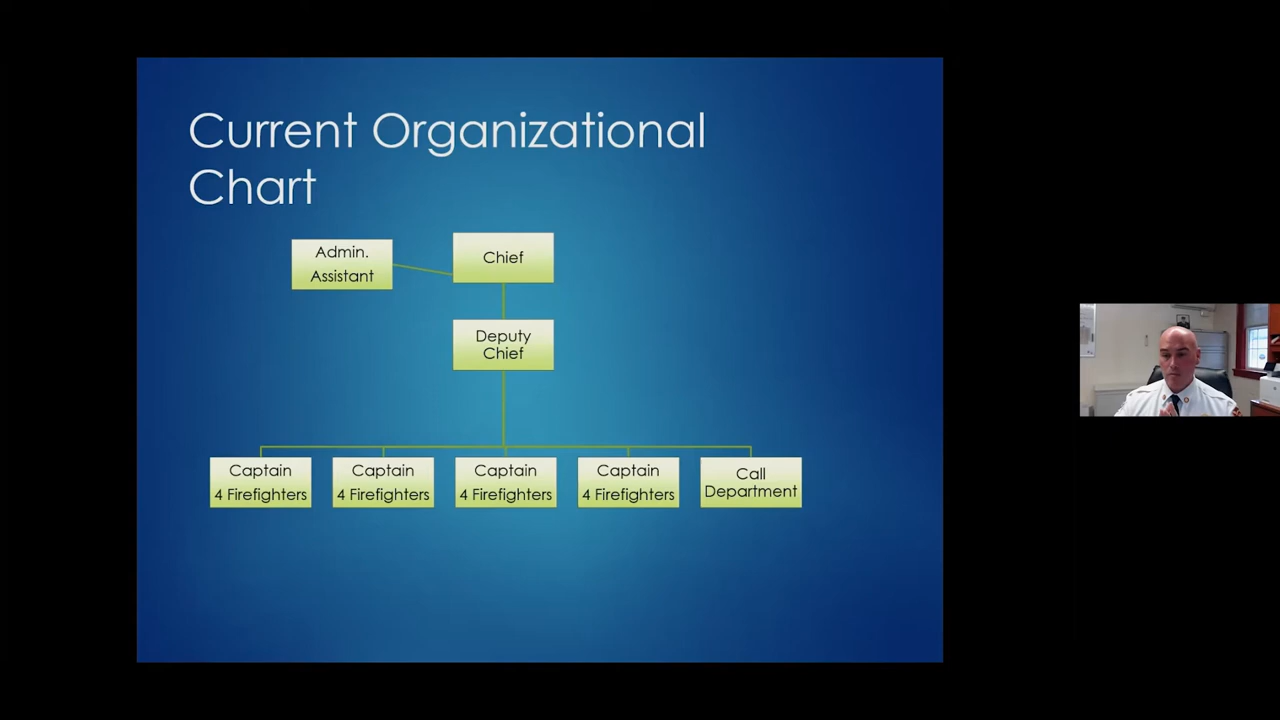 Current Organizational
Chart
Admin.
Assistant
Chief
Deputy
Chief
Captain
4 Firefighters
Captain
4 Firefighters
Captain
4 Firefighters
Captain
4 Firefighters
Call
Department